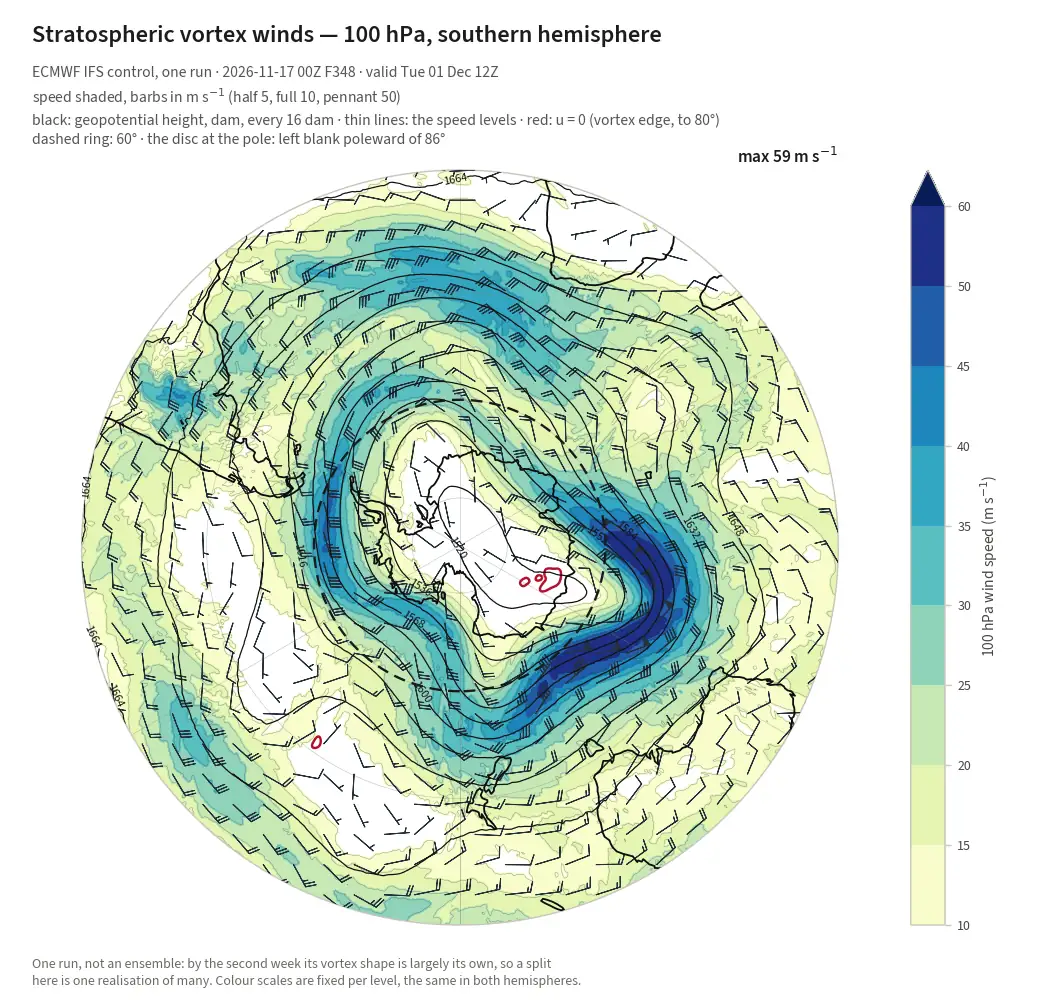 Stratospheric vortex winds — 100 hPa, southern hemisphere
ECMWF IFS control, one run · 2026-11-17 00Z F348 · valid Tue 01 Dec 12Z
speed shaded, barbs in m s−1 (half 5, full 10, pennant 50)
black: geopotential height, dam, every 16 dam · thin lines: the speed levels · red: u = 0 (vortex edge, to 80°)
dashed ring: 60° · the disc at the pole: left blank poleward of 86°
max 59 m s−1
1664
60
50
45
40
35
30
25
20
15
10
100 hPa wind speed (m s−1)
1664
1584
1632
1648
1616
1520
1536
1568
1600
1664
1664
One run, not an ensemble: by the second week its vortex shape is largely its own, so a split
here is one realisation of many. Colour scales are fixed per level, the same in both hemispheres.